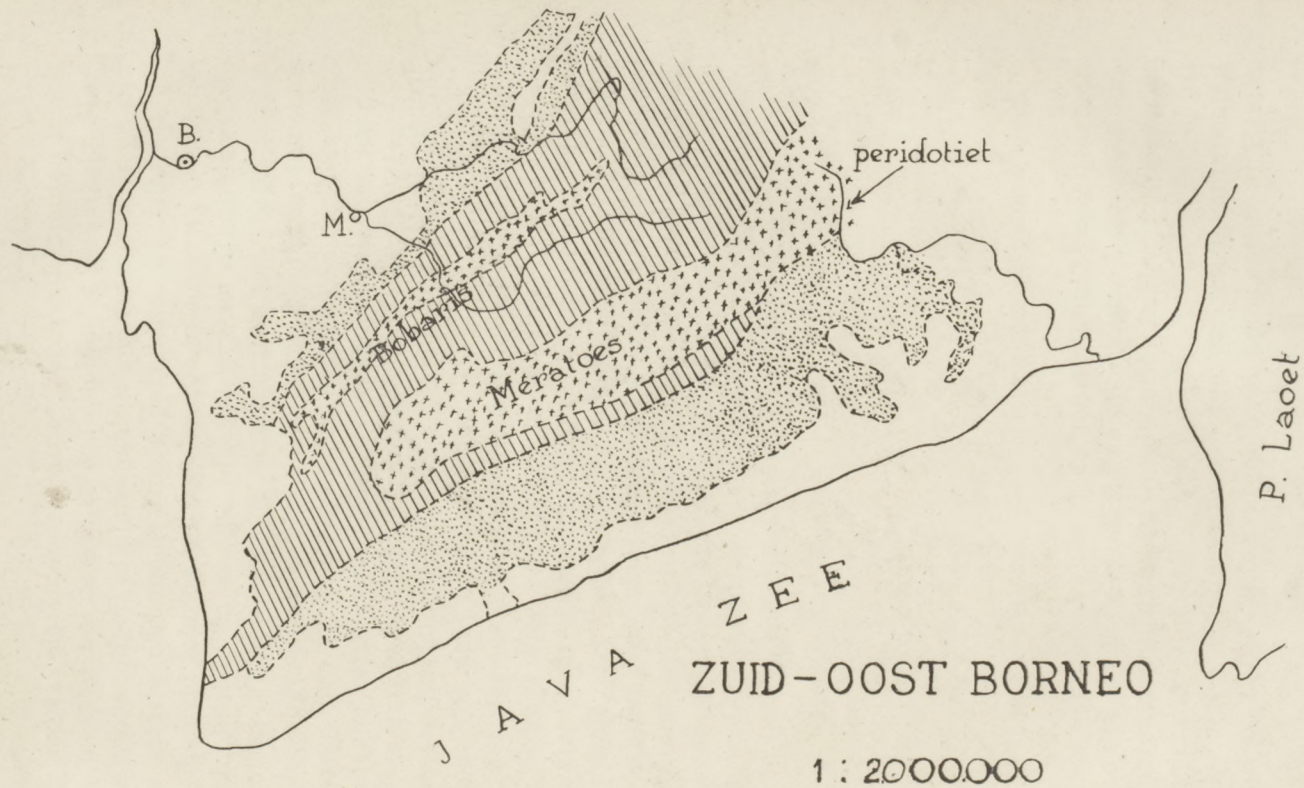 B.
peridotiet
M.
Bobaris
Meratoes
P. Laoet
JAVA ZEE
ZUID-OOST BORNEO
1 : 2000.000